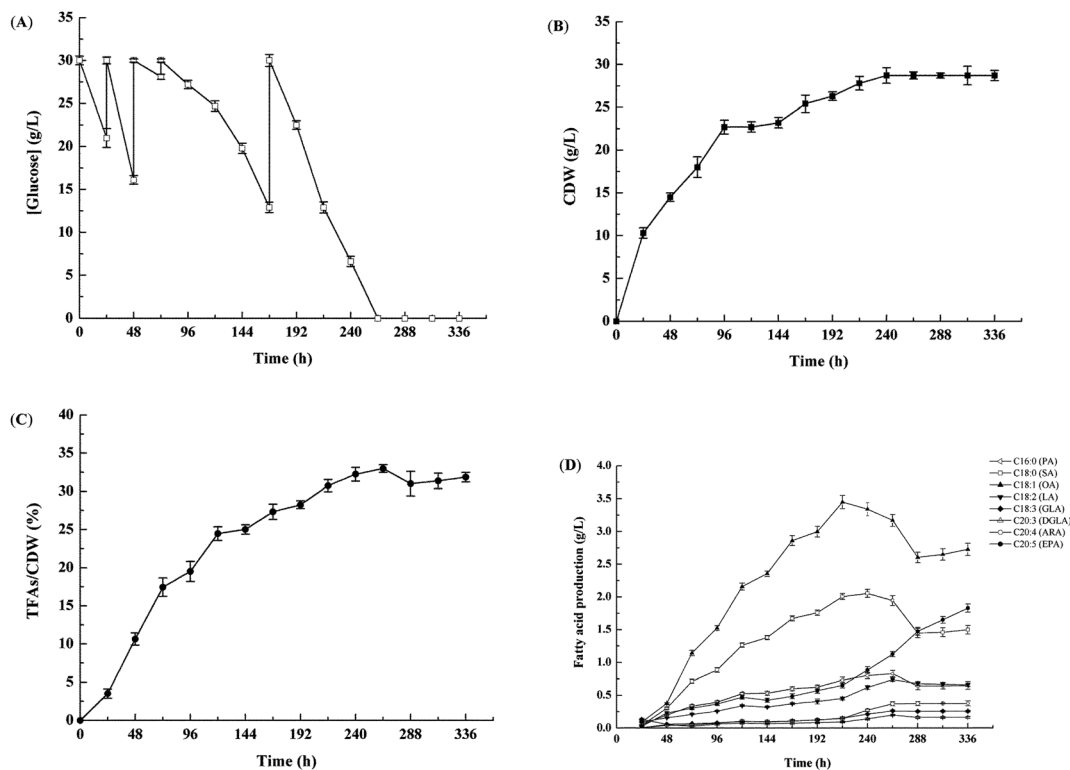 (A)
[Glucose] (g/L)
35
30
25
20
15
10
5
0
0 48 96 144 192 240 288 336
Time (h)
(B)
CDW (g/L)
35
30
25
20
15
10
5
0
0 48 96 144 192 240 288 336
Time (h)
(C)
TFAs/CDW (%)
40
35
30
25
20
15
10
5
0
0 48 96 144 192 240 288 336
Time (h)
(D)
Fatty acid production (g/L)
4.0
3.5
3.0
2.5
2.0
1.5
1.0
0.5
0.0
0 48 96 144 192 240 288 336
Time (h)
C16:0 (PA)
C18:0 (SA)
C18:1 (OA)
C18:2 (LA)
C18:3 (GLA)
C20:3 (DGLA)
C20:4 (ARA)
C20:5 (EPA)